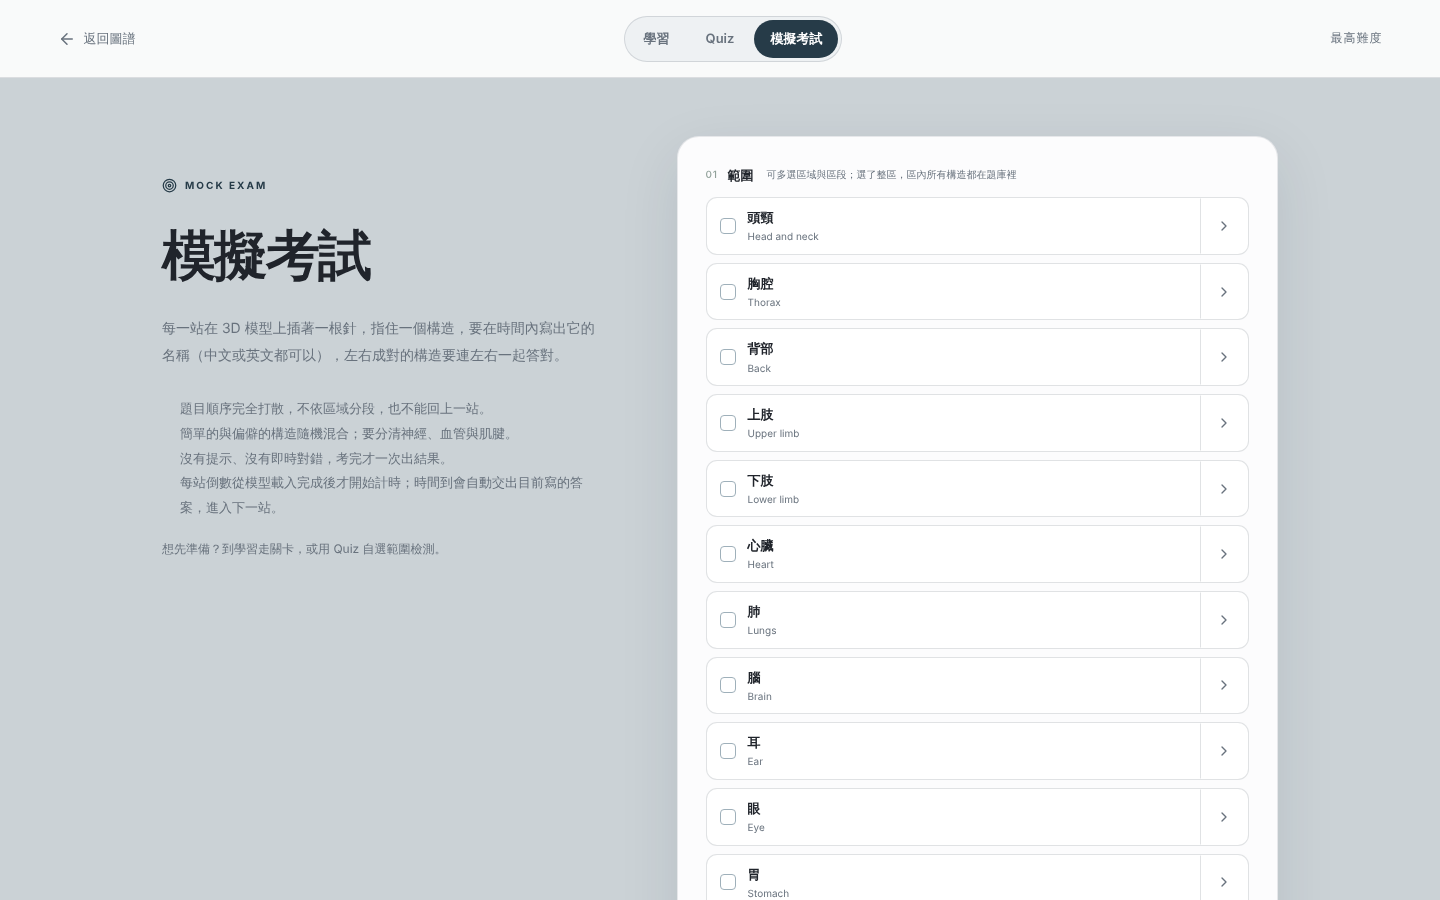 返回圖譜
學習
Quiz
模擬考試
最高難度
MOCK EXAM
模擬考試
每一站在 3D 模型上插著一根針，指住一個構造，要在時間內寫出它的
名稱（中文或英文都可以），左右成對的構造要連左右一起答對。
題目順序完全打散，不依區域分段，也不能回上一站。
簡單的與偏僻的構造隨機混合；要分清神經、血管與肌腱。
沒有提示、沒有即時對錯，考完才一次出結果。
每站倒數從模型載入完成後才開始計時；時間到會自動交出目前寫的答
案，進入下一站。
想先準備？到學習走關卡，或用 Quiz 自選範圍檢測。
01 範圍 可多選區域與區段；選了整區，區內所有構造都在題庫裡
頭頸
Head and neck
胸腔
Thorax
背部
Back
上肢
Upper limb
下肢
Lower limb
心臟
Heart
肺
Lungs
腦
Brain
耳
Ear
眼
Eye
胃
Stomach